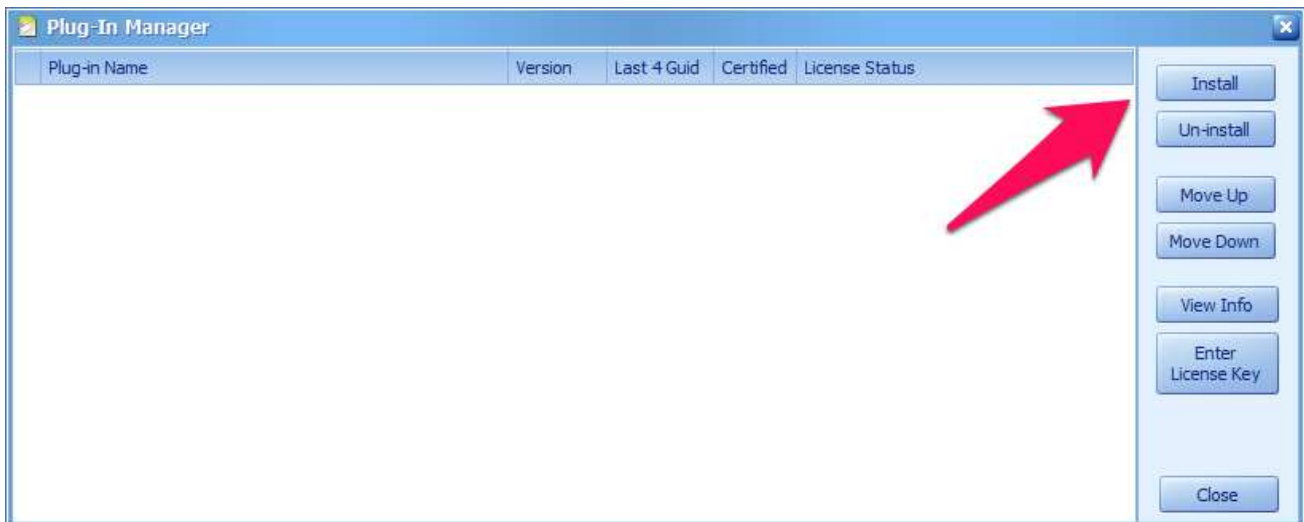 Plug-In Manager
Plug-in Name Version Last 4 Guid Certified License Status
Install
Un-install
Move Up
Move Down
View Info
Enter
License Key
Close